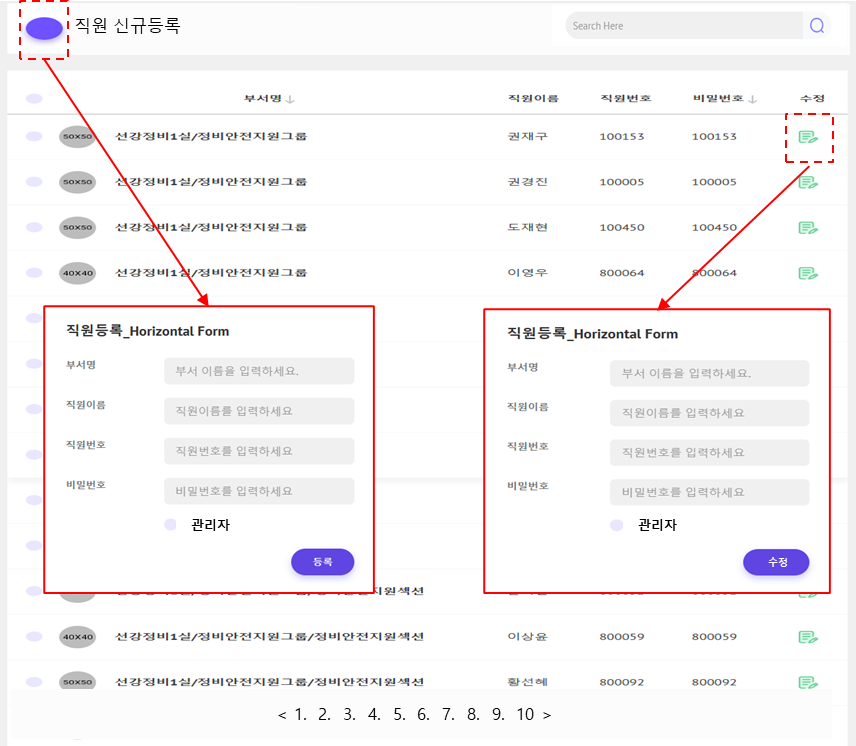 직원 신규등록
Search Here
부서명↓ 직원이름 직원번호 비밀번호↓ 수정
50X50 선강정비1실/정비안전지원그룹 권재구 100153 100153
50X50 선강정비1실/정비안전지원그룹 권경진 100005 100005
50X50 선강정비1실/정비안전지원그룹 도재현 100450 100450
40X40 선강정비1실/정비안전지원그룹 이영우 800064 800064
직원등록_Horizontal Form
부서명 부서 이름을 입력하세요.
직원이름 직원이름를 입력하세요
직원번호 직원번호를 입력하세요
비밀번호 비밀번호를 입력하세요
관리자
등록
직원등록_Horizontal Form
부서명 부서 이름을 입력하세요.
직원이름 직원이름를 입력하세요
직원번호 직원번호를 입력하세요
비밀번호 비밀번호를 입력하세요
관리자
수정
40X40 선강정비1실/정비안전지원그룹/정비안전지원섹션 이상윤 800059 800059
50X50 선강정비1실/정비안전지원그룹/정비안전지원섹션 황선혜 800092 800092
< 1. 2. 3. 4. 5. 6. 7. 8. 9. 10 >